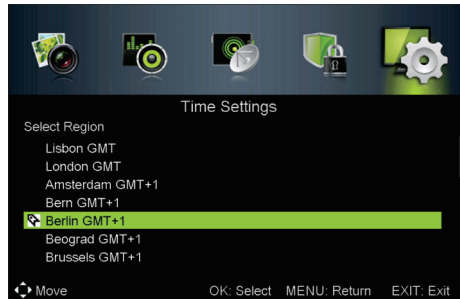 Time Settings
Select Region
Lisbon GMT
London GMT
Amsterdam GMT+1
Bern GMT+1
Berlin GMT+1
Beograd GMT+1
Brussels GMT+1
Move OK: Select MENU: Return EXIT: Exit